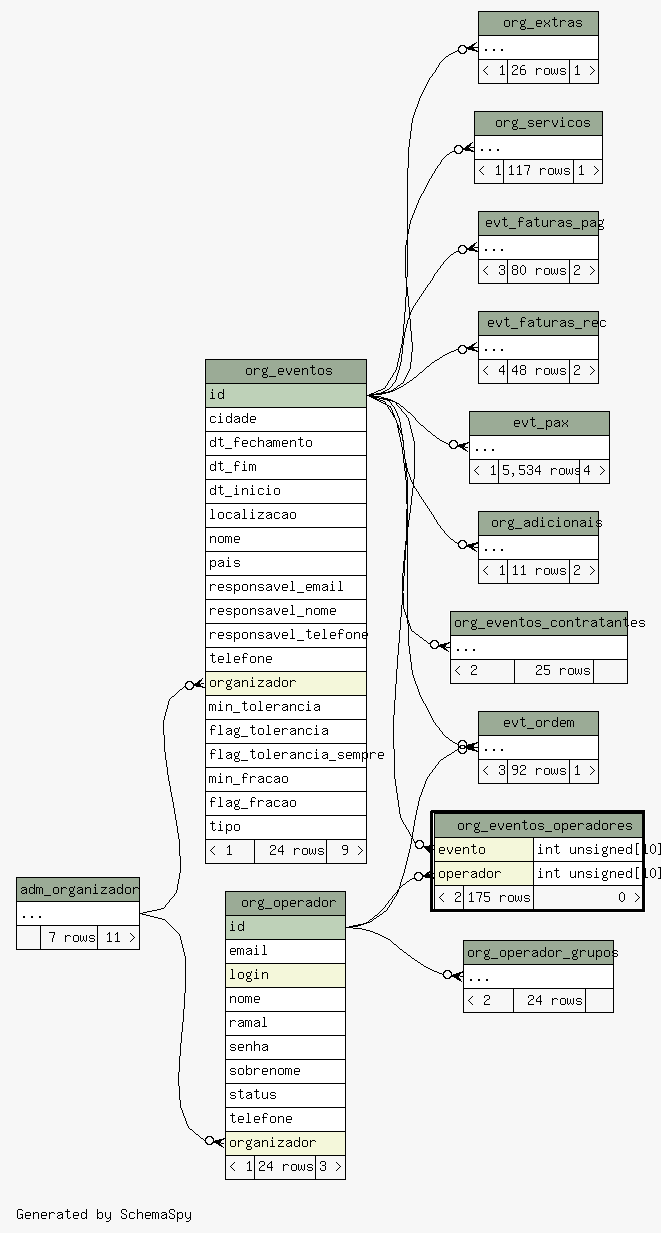 org_extras
...
< 1 26 rows 1 >
org_servicos
...
< 1 117 rows 1 >
evt_faturas_pag
...
< 3 80 rows 2 >
evt_faturas_rec
...
< 4 48 rows 2 >
evt_pax
...
< 1 5,534 rows 4 >
org_adicionais
...
< 1 11 rows 2 >
org_eventos_contratantes
...
< 2 25 rows
evt_ordem
...
< 3 92 rows 1 >
org_eventos_operadores
evento int unsigned[10]
operador int unsigned[10]
< 2 175 rows 0 >
org_operador_grupos
...
< 2 24 rows
org_eventos
id
cidade
dt_fechamento
dt_fim
dt_inicio
localizacao
nome
pais
responsavel_email
responsavel_nome
responsavel_telefone
telefone
organizador
min_tolerancia
flag_tolerancia
flag_tolerancia_sempre
min_fracao
flag_fracao
tipo
< 1 24 rows 9 >
adm_organizador
...
7 rows 11 >
org_operador
id
email
login
nome
ramal
senha
sobrenome
status
telefone
organizador
< 1 24 rows 3 >
Generated by SchemaSpy